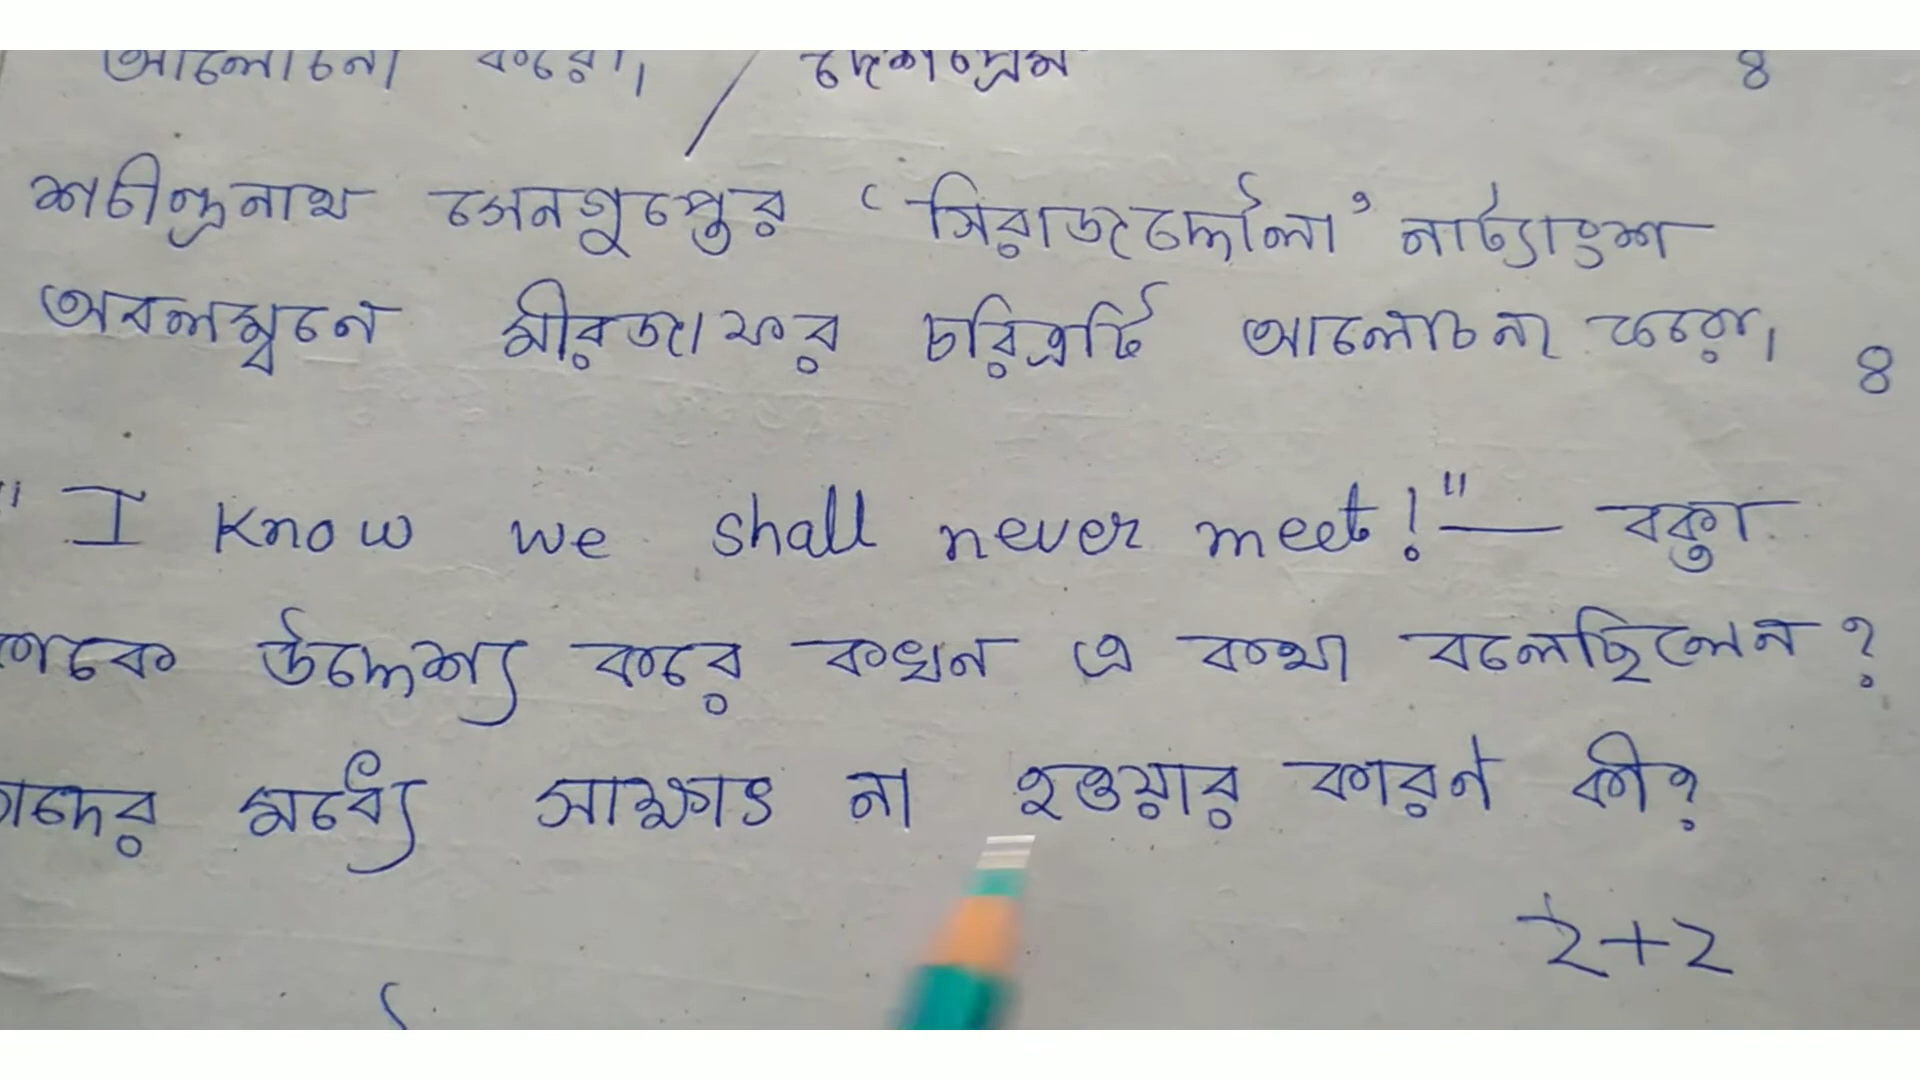 আলোচনা করো। / দেশপ্রেম ৪
শচীন্দ্রনাথ সেনগুপ্তের ‘সিরাজদ্দৌলা’ নাট্যাংশ
অবলম্বনে মীরজাফর চরিত্রটি আলোচনা করো। ৪
" I Know we shall never meet!" — বক্তা
কাকে উদ্দেশ্য করে কখন এ কথা বলেছিলেন?
মধ্যে সাক্ষাৎ না হওয়ার কারণ কী?
২+২